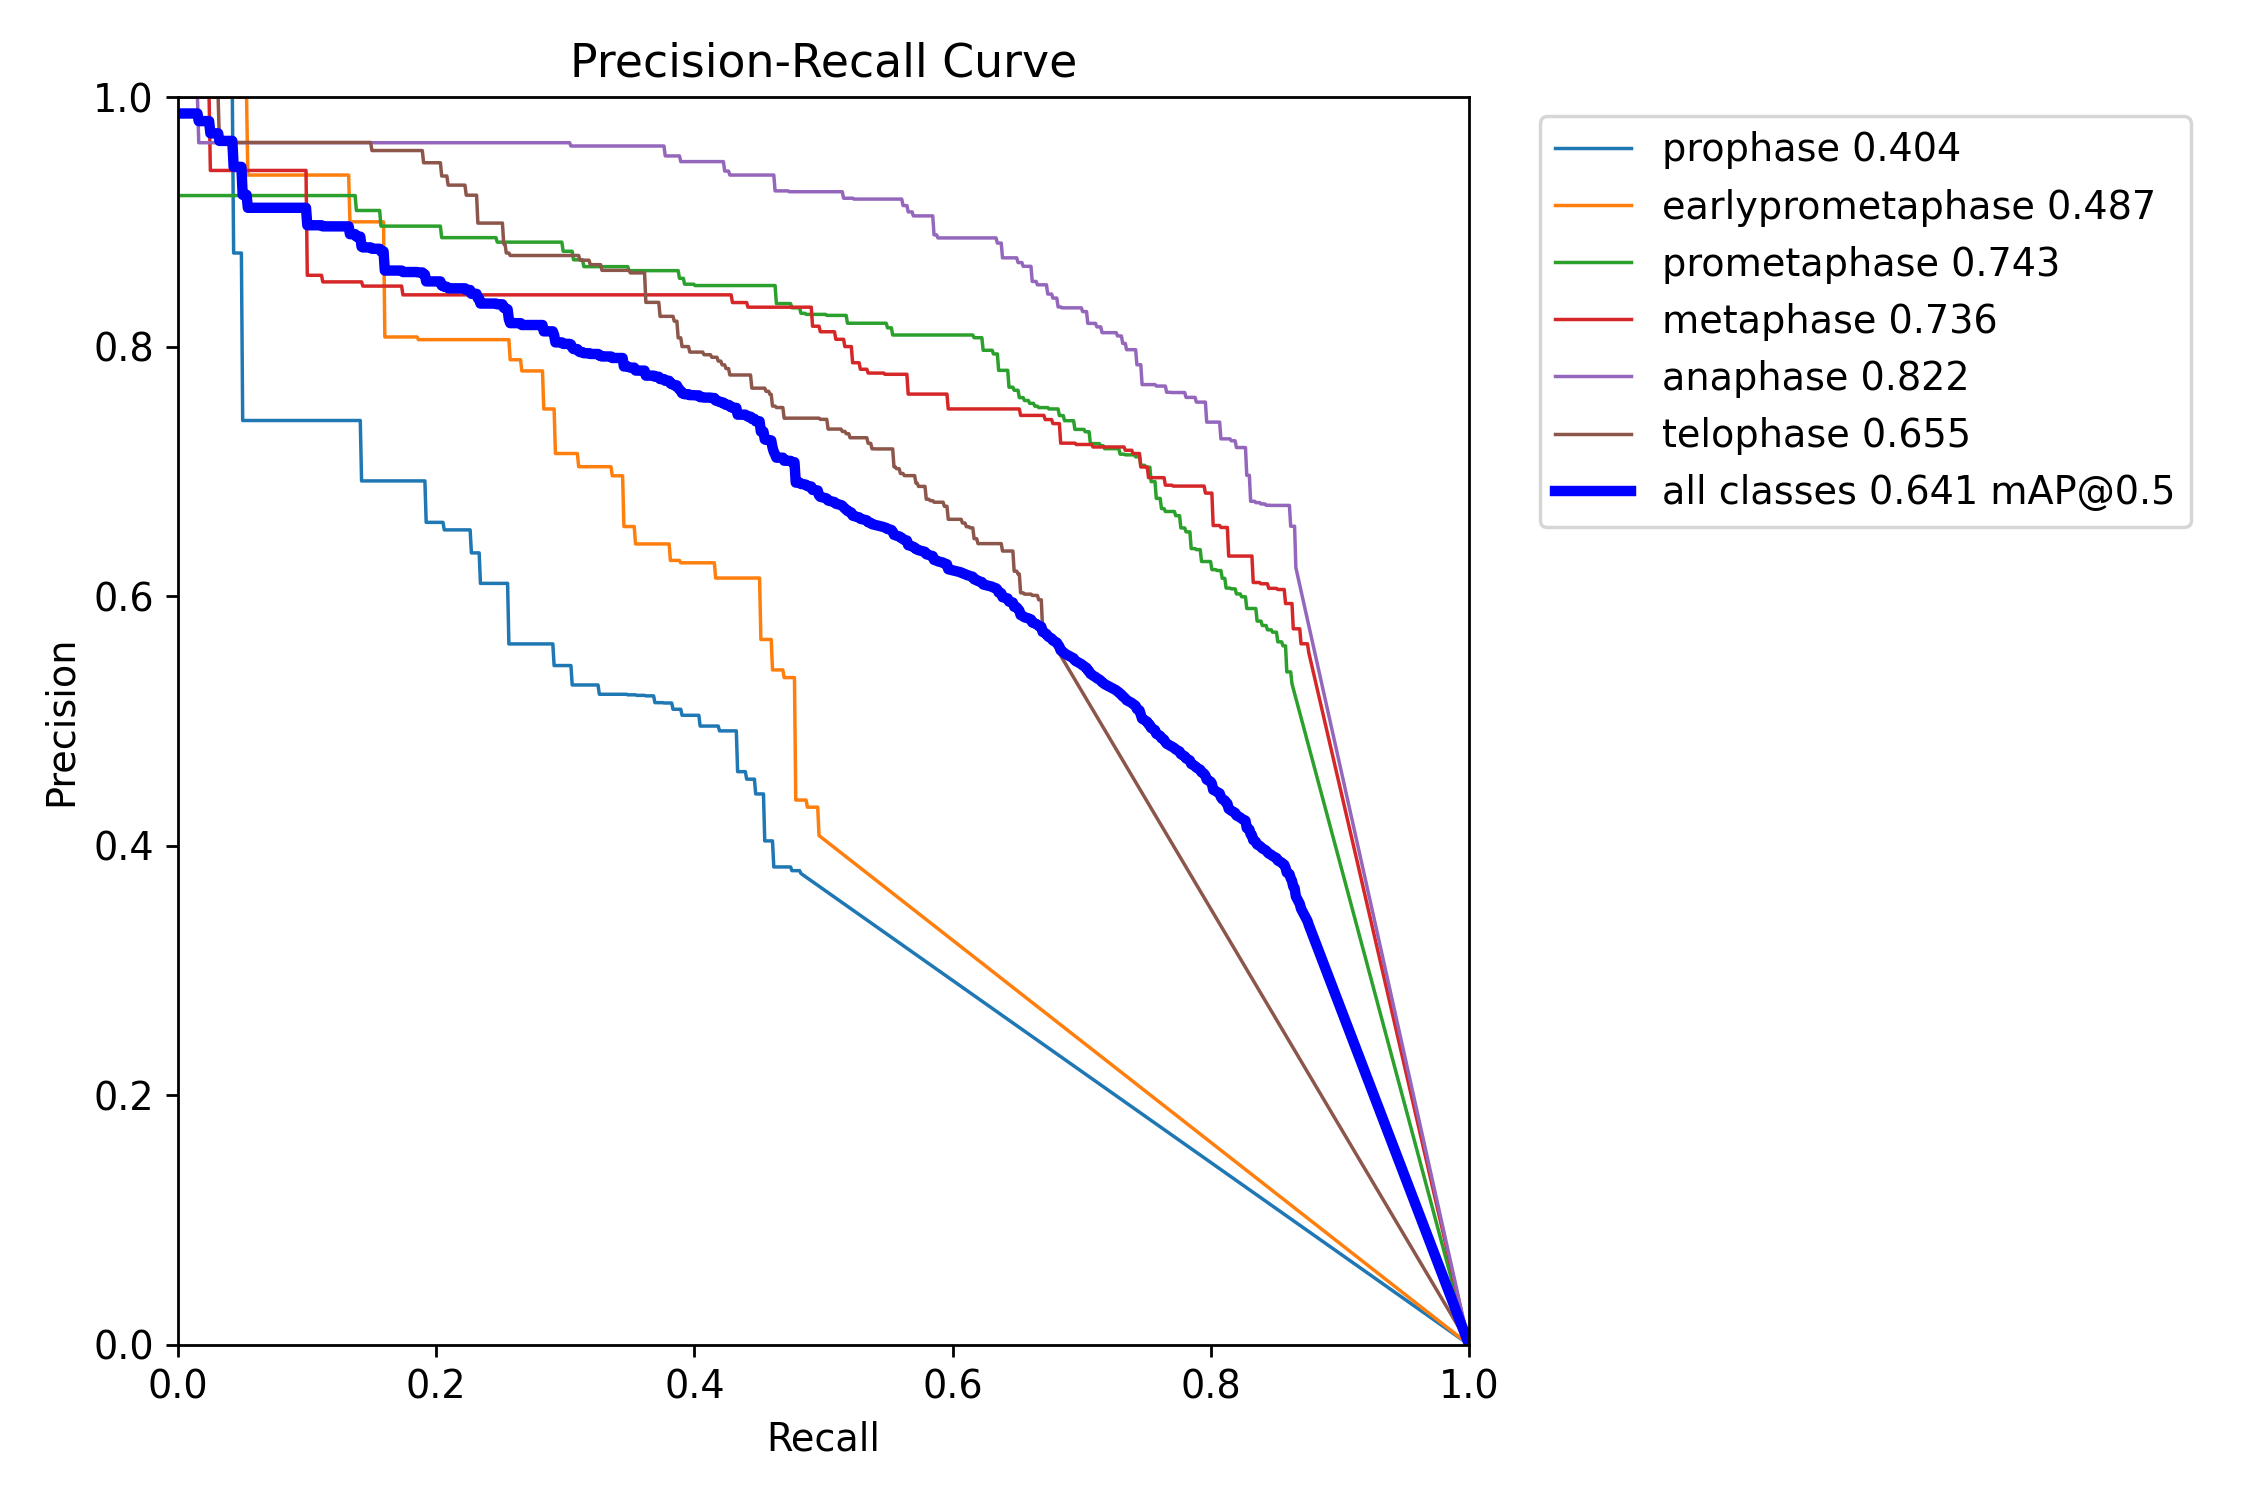 Precision-Recall Curve
1.0
0.8
0.6
0.4
0.2
0.0
Precision
0.0 0.2 0.4 0.6 0.8 1.0
Recall
prophase 0.404
earlyprometaphase 0.487
prometaphase 0.743
metaphase 0.736
anaphase 0.822
telophase 0.655
all classes 0.641 mAP@0.5